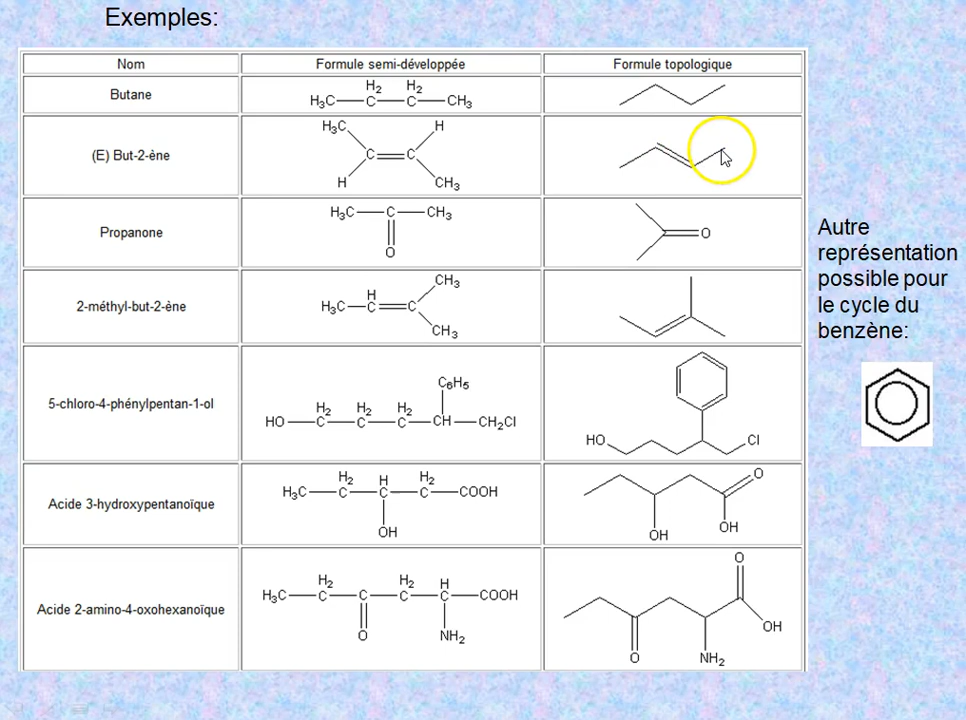 Exemples:
Nom Formule semi-développée Formule topologique
Butane
H2 H2
H3C C C CH3
(E) But-2-ène
H3C H
C C
H CH3
Propanone
H3C C CH3
O
O
2-méthyl-but-2-ène
CH3
H
H3C C C
CH3
5-chloro-4-phénylpentan-1-ol
C6H5
H2 H2 H2
HO C C C CH CH2Cl
HO Cl
Acide 3-hydroxypentanoïque
H2 H H2
H3C C C C COOH
OH
O
OH OH
Acide 2-amino-4-oxohexanoïque
H2 H2 H
H3C C C C C COOH
O NH2
O
OH
O NH2
Autre
représentation
possible pour
le cycle du
benzène: